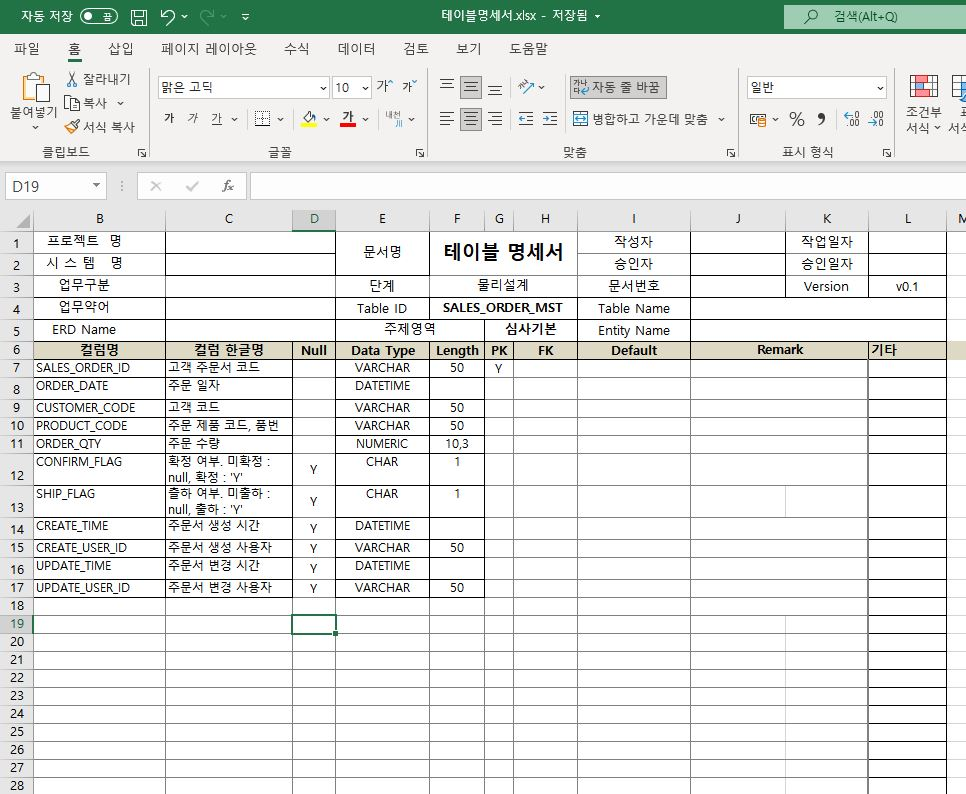 자동 저장 끔 테이블명세서.xlsx - 저장됨 검색(Alt+Q)
파일 홈 삽입 페이지 레이아웃 수식 데이터 검토 보기 도움말
붙여넣기 잘라내기 복사 서식 복사 클립보드
맑은 고딕 10 가 가 가 가 간 가 내천 글꼴
가나다 자동 줄 바꿈 병합하고 가운데 맞춤 맞춤
일반 % 표시 형식
조건부 서식
D19 fx
B C D E F G H I J K L M
1 프로젝트 명 문서명 테이블 명세서 작성자 작업일자
2 시 스 템 명 승인자 승인일자
3 업무구분 단계 물리설계 문서번호 Version v0.1
4 업무약어 Table ID SALES_ORDER_MST Table Name
5 ERD Name 주제영역 심사기본 Entity Name
6 컬럼명 컬럼 한글명 Null Data Type Length PK FK Default Remark 기타
7 SALES_ORDER_ID 고객 주문서 코드 VARCHAR 50 Y
8 ORDER_DATE 주문 일자 DATETIME
9 CUSTOMER_CODE 고객 코드 VARCHAR 50
10 PRODUCT_CODE 주문 제품 코드, 품번 VARCHAR 50
11 ORDER_QTY 주문 수량 NUMERIC 10,3
12 CONFIRM_FLAG 확정 여부. 미확정 : null, 확정 : 'Y' Y CHAR 1
13 SHIP_FLAG 출하 여부. 미출하 : null, 출하 : 'Y' Y CHAR 1
14 CREATE_TIME 주문서 생성 시간 Y DATETIME
15 CREATE_USER_ID 주문서 생성 사용자 Y VARCHAR 50
16 UPDATE_TIME 주문서 변경 시간 Y DATETIME
17 UPDATE_USER_ID 주문서 변경 사용자 Y VARCHAR 50
18
19
20
21
22
23
24
25
26
27
28